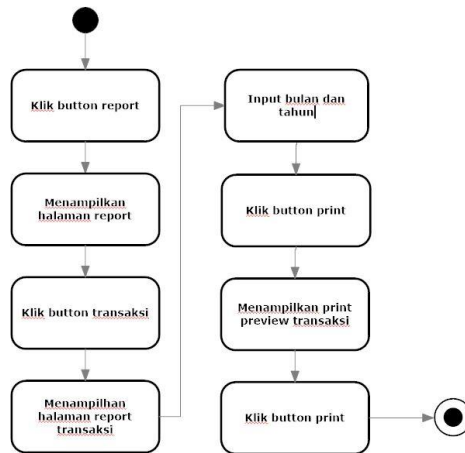 Klik button report
Menampilkan
halaman report
Klik button transaksi
Menampilhan
halaman report
transaksi
Input bulan dan
tahun
Klik button print
Menampilkan print
preview transaksi
Klik button print